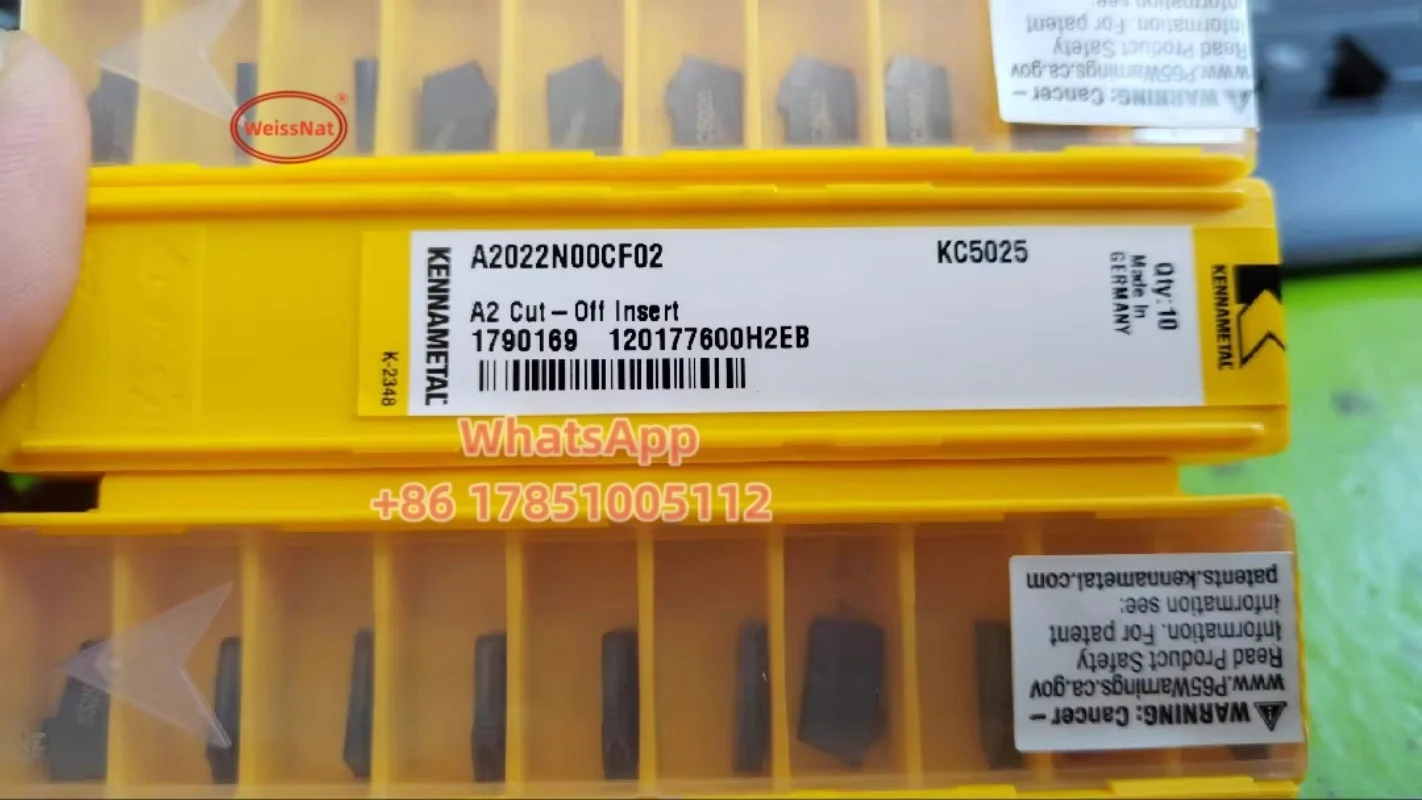 WeissNat®
information see:
information. For patent
Read Product Safety
www.P65Warnings.ca.gov
WARNING: Cancer –
KENNAMETAL
A2022N00CF02
KC5025
A2 Cut-Off Insert
1790169 120177600H2EB
Qty: 10
Made In
GERMANY
KENNAMETAL
K-2348
WhatsApp
+86 17851005112
patents.kennametal.com
information see:
information. For patent
Read Product Safety
www.P65Warnings.ca.gov
WARNING: Cancer –